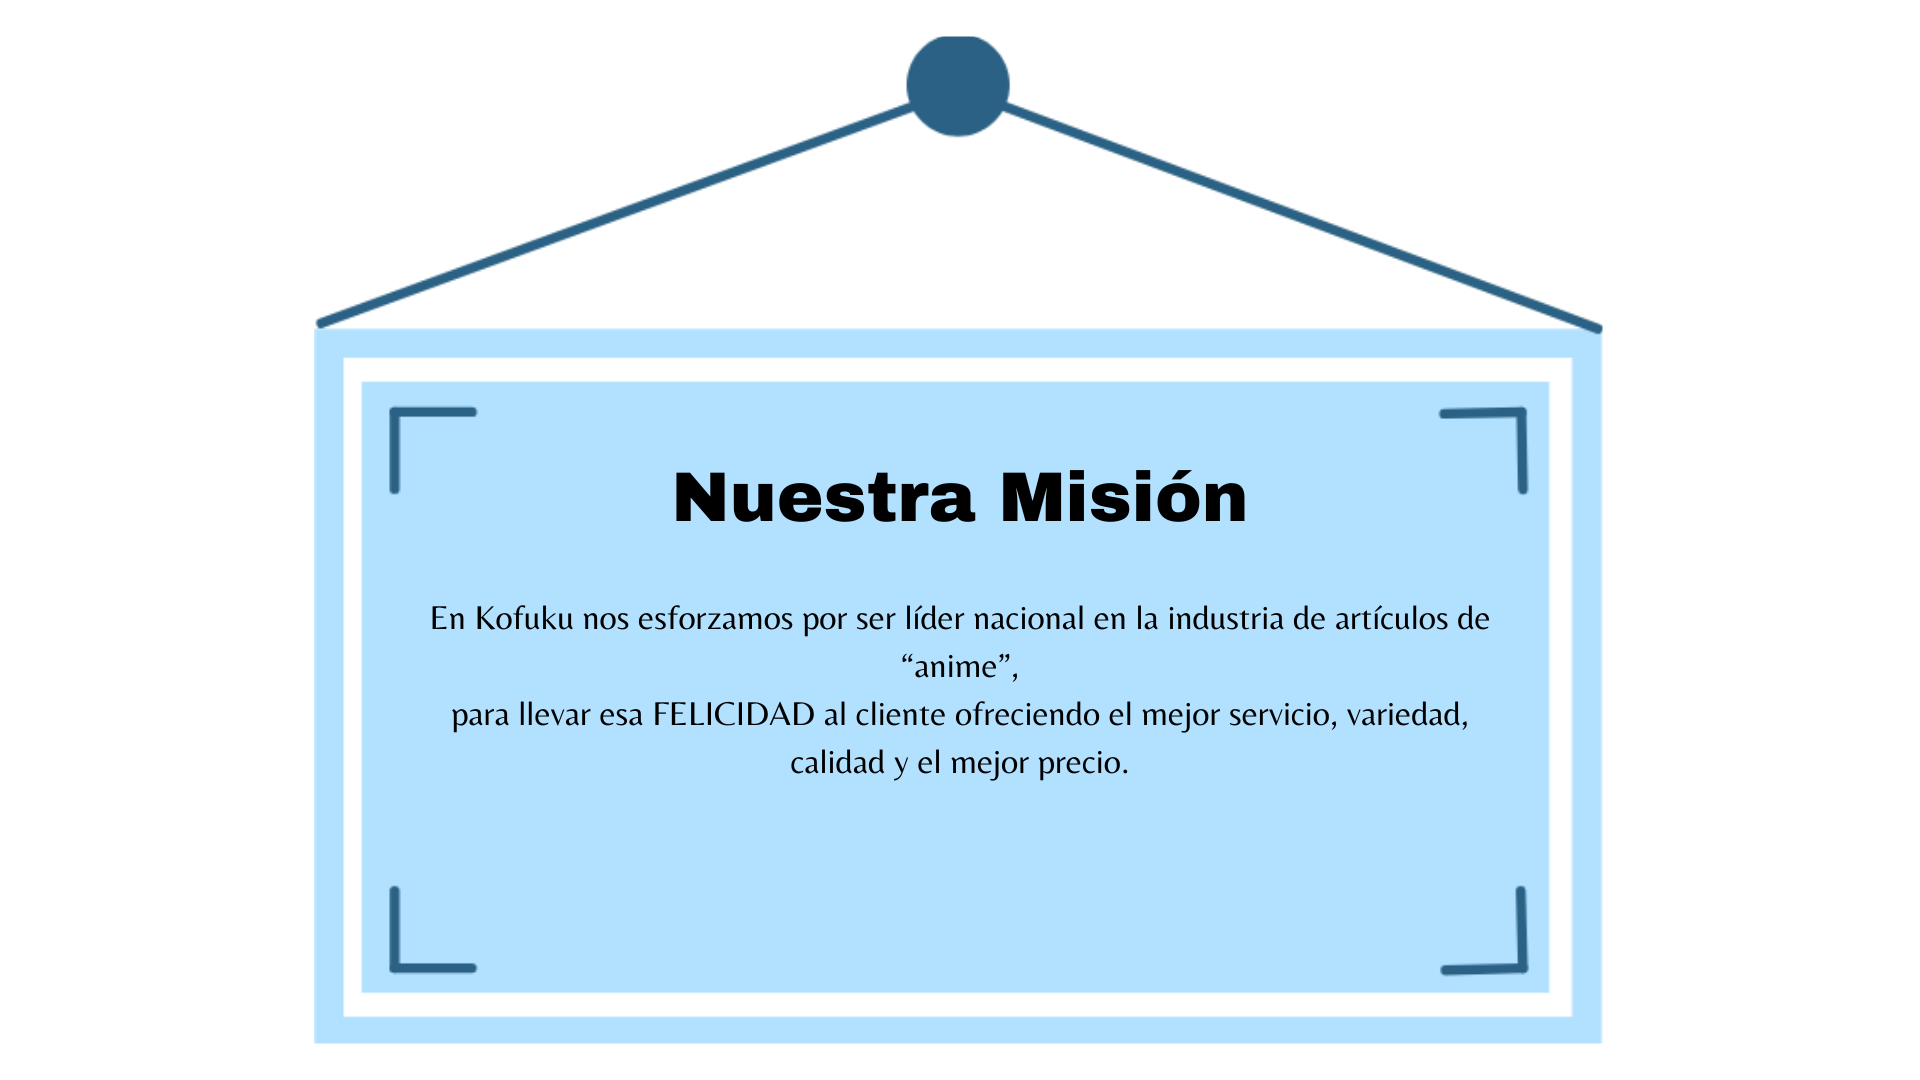 Nuestra Misión
En Kofuku nos esforzamos por ser líder nacional en la industria de artículos de
“anime”,
para llevar esa FELICIDAD al cliente ofreciendo el mejor servicio, variedad,
calidad y el mejor precio.